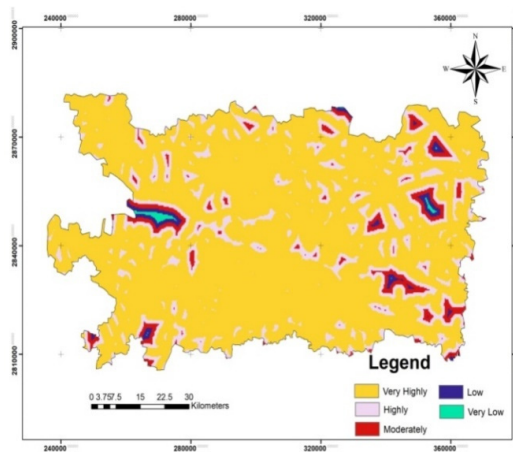 240000 280000 320000 360000
2900000
N
W E
S
2870000
2840000
2810000
Legend
Very Highly
Low
Highly
Very Low
Moderately
0 3.757.5 15 22.5 30
Kilometers
240000 280000 320000 360000